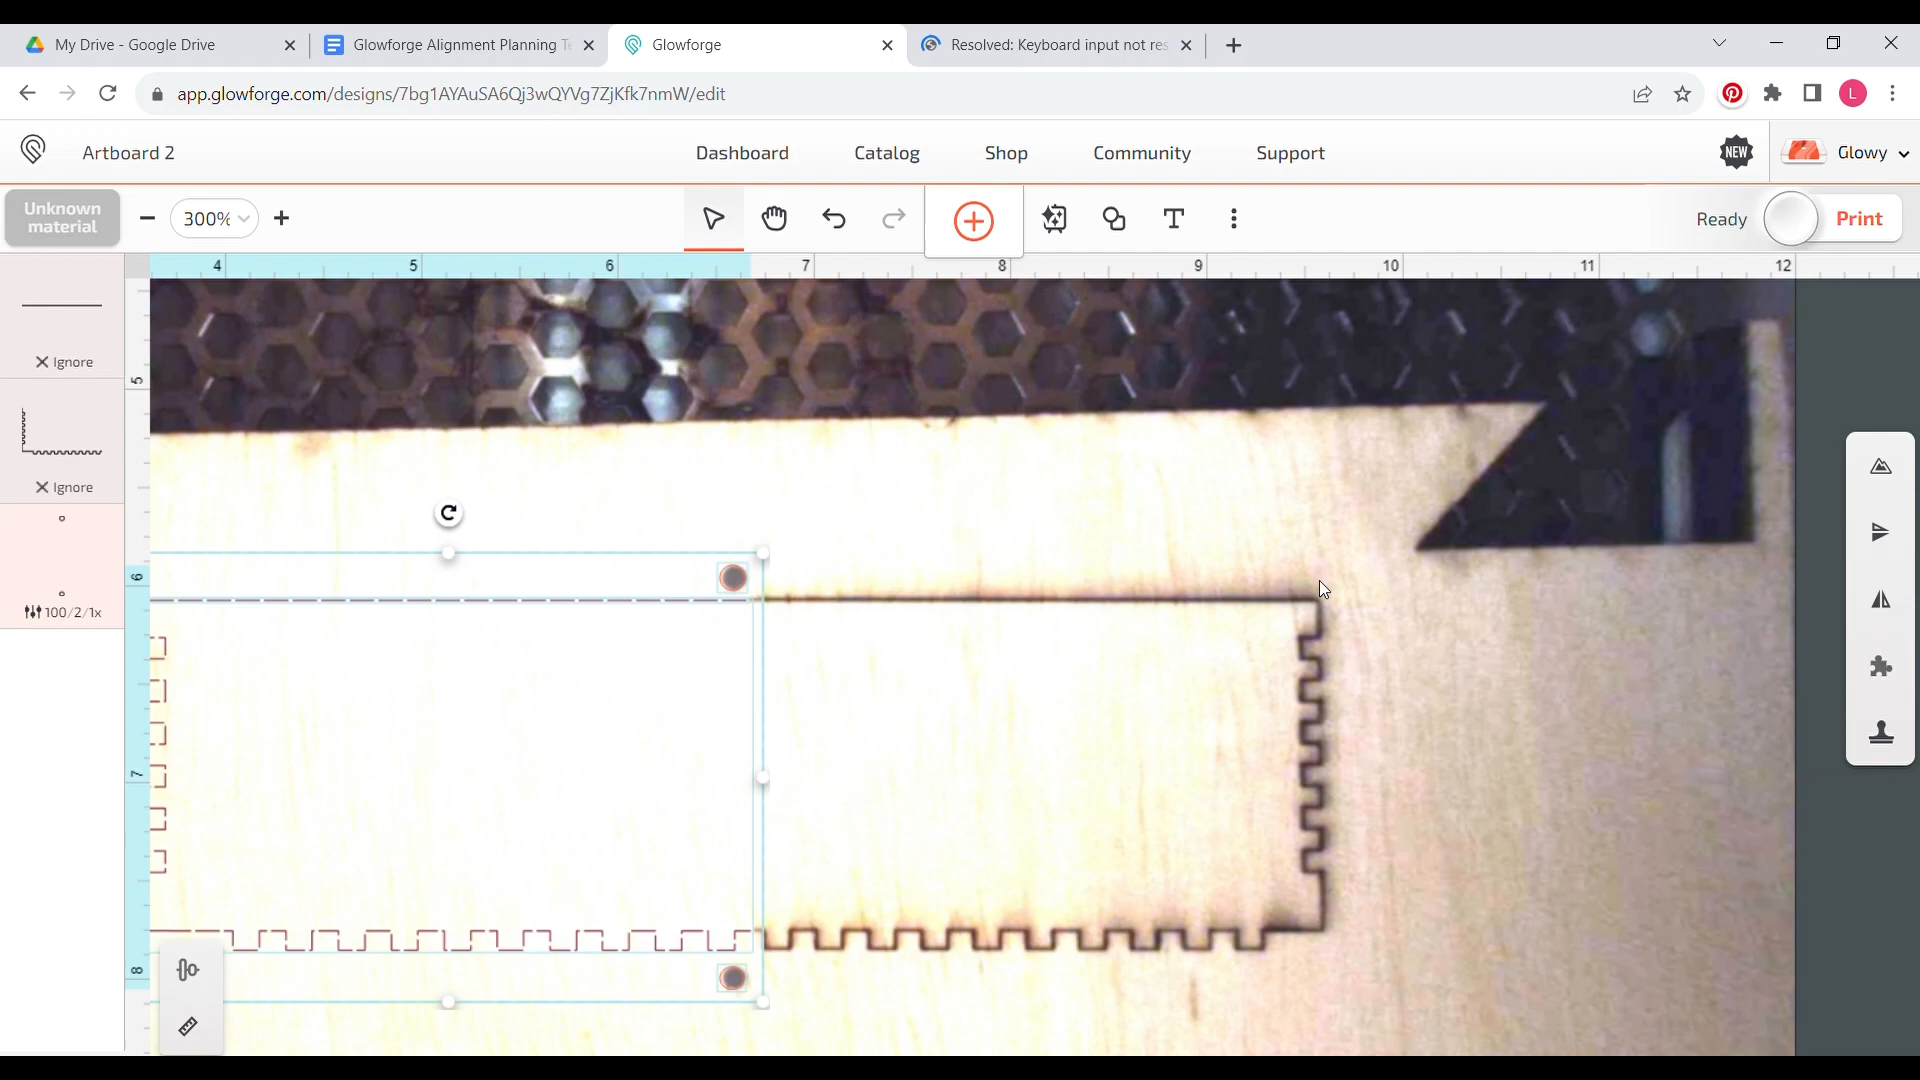 My Drive - Google Drive
Glowforge Alignment Planning Te
Glowforge
Resolved: Keyboard input not res
app.glowforge.com/designs/7bg1AYAuSA6Qj3wQYVg7ZjKfk7nmW/edit
L
Artboard 2
Dashboard
Catalog
Shop
Community
Support
NEW
Glowy
Unknown
material
300%
Ready
Print
4
5
6
7
8
9
10
11
12
Ignore
Ignore
100/2/1x
5
6
7
8